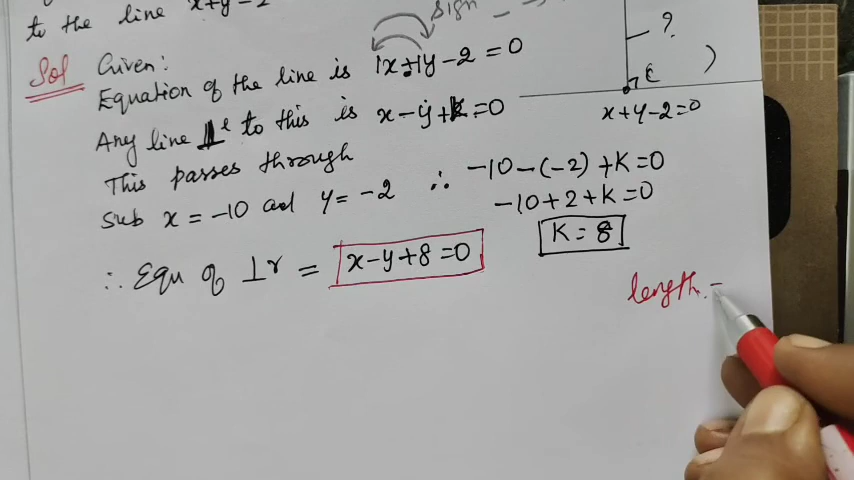 to the line x+y-2
sign
Sol Given:
Equation of the line is 1x+1y-2=0
?
x+y-2=0
Any line ⊥r to this is x-y+k=0
This passes through
Sub x=-10 and y=-2 ∴ -10-(-2)+K=0
-10+2+K=0
K=8
∴ Equ of ⊥r = x-y+8=0
length =